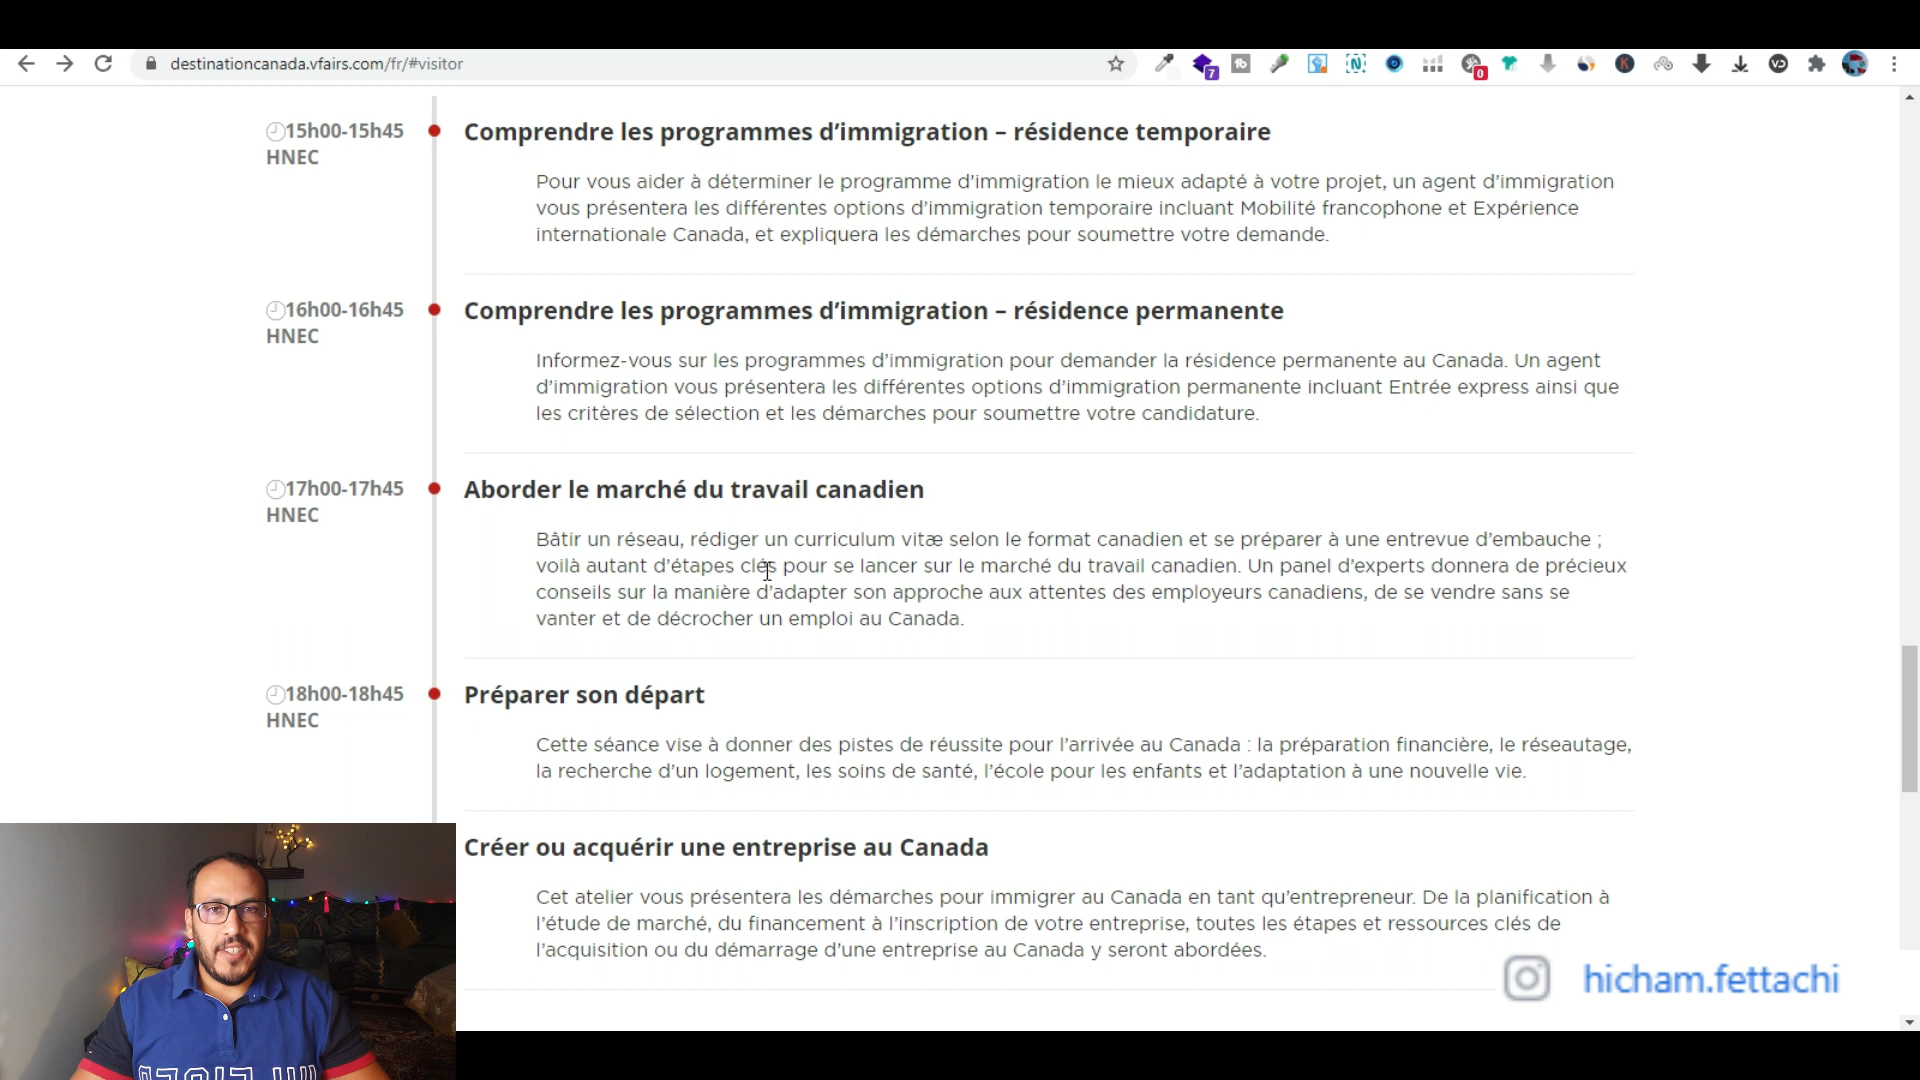 destinationcanada.vfairs.com/fr/#visitor
7
0
15h00-15h45
HNEC
Comprendre les programmes d’immigration – résidence temporaire
Pour vous aider à déterminer le programme d’immigration le mieux adapté à votre projet, un agent d’immigration
vous présentera les différentes options d’immigration temporaire incluant Mobilité francophone et Expérience
internationale Canada, et expliquera les démarches pour soumettre votre demande.
16h00-16h45
HNEC
Comprendre les programmes d’immigration – résidence permanente
Informez-vous sur les programmes d’immigration pour demander la résidence permanente au Canada. Un agent
d’immigration vous présentera les différentes options d’immigration permanente incluant Entrée express ainsi que
les critères de sélection et les démarches pour soumettre votre candidature.
17h00-17h45
HNEC
Aborder le marché du travail canadien
Bâtir un réseau, rédiger un curriculum vitæ selon le format canadien et se préparer à une entrevue d’embauche ;
voilà autant d’étapes clés pour se lancer sur le marché du travail canadien. Un panel d’experts donnera de précieux
conseils sur la manière d’adapter son approche aux attentes des employeurs canadiens, de se vendre sans se
vanter et de décrocher un emploi au Canada.
18h00-18h45
HNEC
Préparer son départ
Cette séance vise à donner des pistes de réussite pour l’arrivée au Canada : la préparation financière, le réseautage,
la recherche d’un logement, les soins de santé, l’école pour les enfants et l’adaptation à une nouvelle vie.
Créer ou acquérir une entreprise au Canada
Cet atelier vous présentera les démarches pour immigrer au Canada en tant qu’entrepreneur. De la planification à
l’étude de marché, du financement à l’inscription de votre entreprise, toutes les étapes et ressources clés de
l’acquisition ou du démarrage d’une entreprise au Canada y seront abordées.
hicham.fettachi